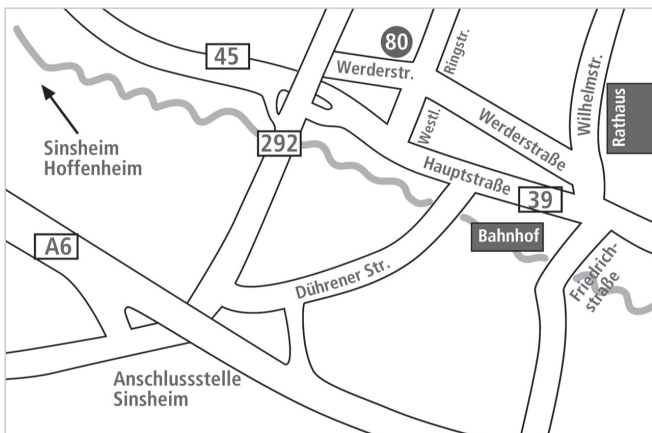 80
45
Werderstr.
Ringstr.
Wilhelmstr.
Rathaus
Sinsheim
Hoffenheim
292
Westl.
Werderstraße
Hauptstraße
39
Bahnhof
A6
Dührener Str.
Friedrich-
straße
Anschlussstelle
Sinsheim